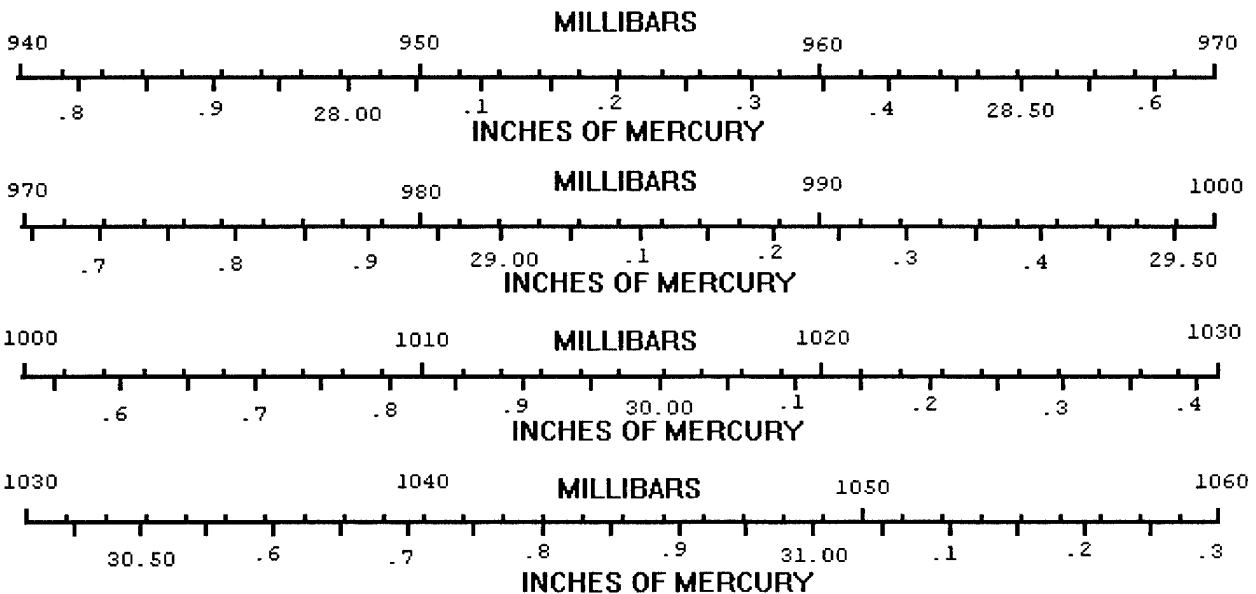 MILLIBARS
940 950 960 970
.8 .9 28.00 .1 .2 .3 .4 28.50 .6
INCHES OF MERCURY
MILLIBARS
970 980 990 1000
.7 .8 .9 29.00 .1 .2 .3 .4 29.50
INCHES OF MERCURY
1000 1010 MILLIBARS 1020 1030
.6 .7 .8 .9 30.00 .1 .2 .3 .4
INCHES OF MERCURY
1030 1040 MILLIBARS 1050 1060
30.50 .6 .7 .8 .9 31.00 .1 .2 .3
INCHES OF MERCURY